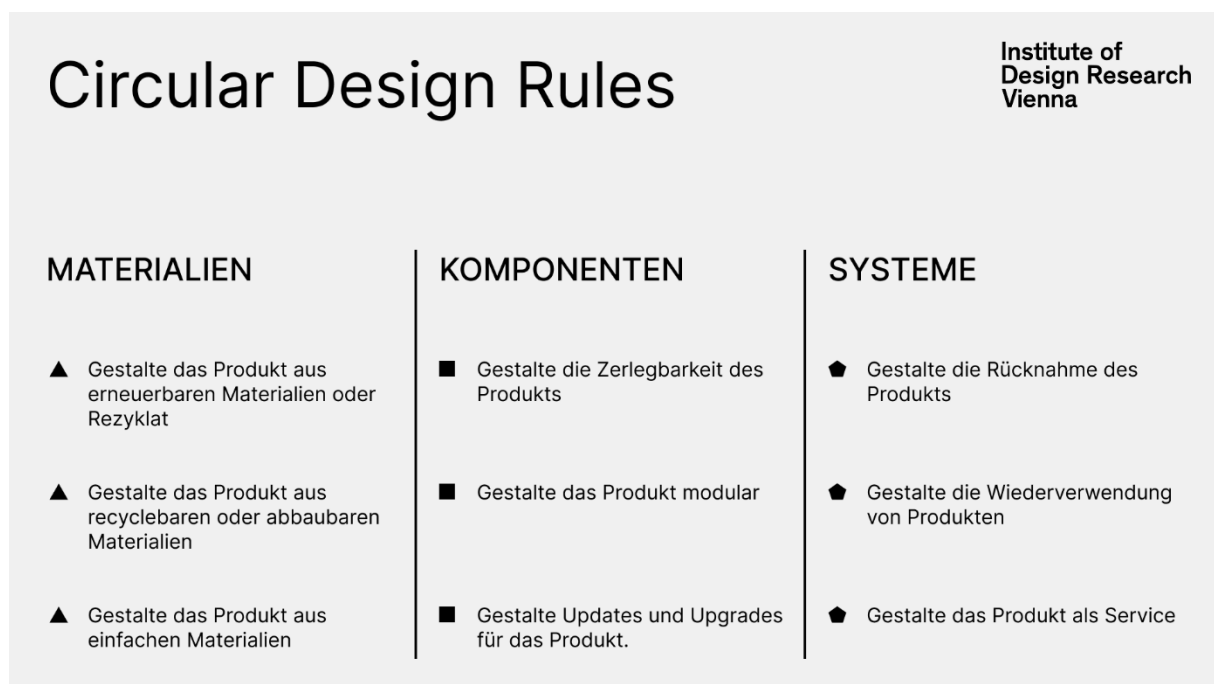 Circular Design Rules
Institute of
Design Research
Vienna
MATERIALIEN
Gestalte das Produkt aus
erneuerbaren Materialien oder
Rezyklat
Gestalte das Produkt aus
recyclebaren oder abbaubaren
Materialien
Gestalte das Produkt aus
einfachen Materialien
KOMPONENTEN
Gestalte die Zerlegbarkeit des
Produkts
Gestalte das Produkt modular
Gestalte Updates und Upgrades
für das Produkt.
SYSTEME
Gestalte die Rücknahme des
Produkts
Gestalte die Wiederverwendung
von Produkten
Gestalte das Produkt als Service